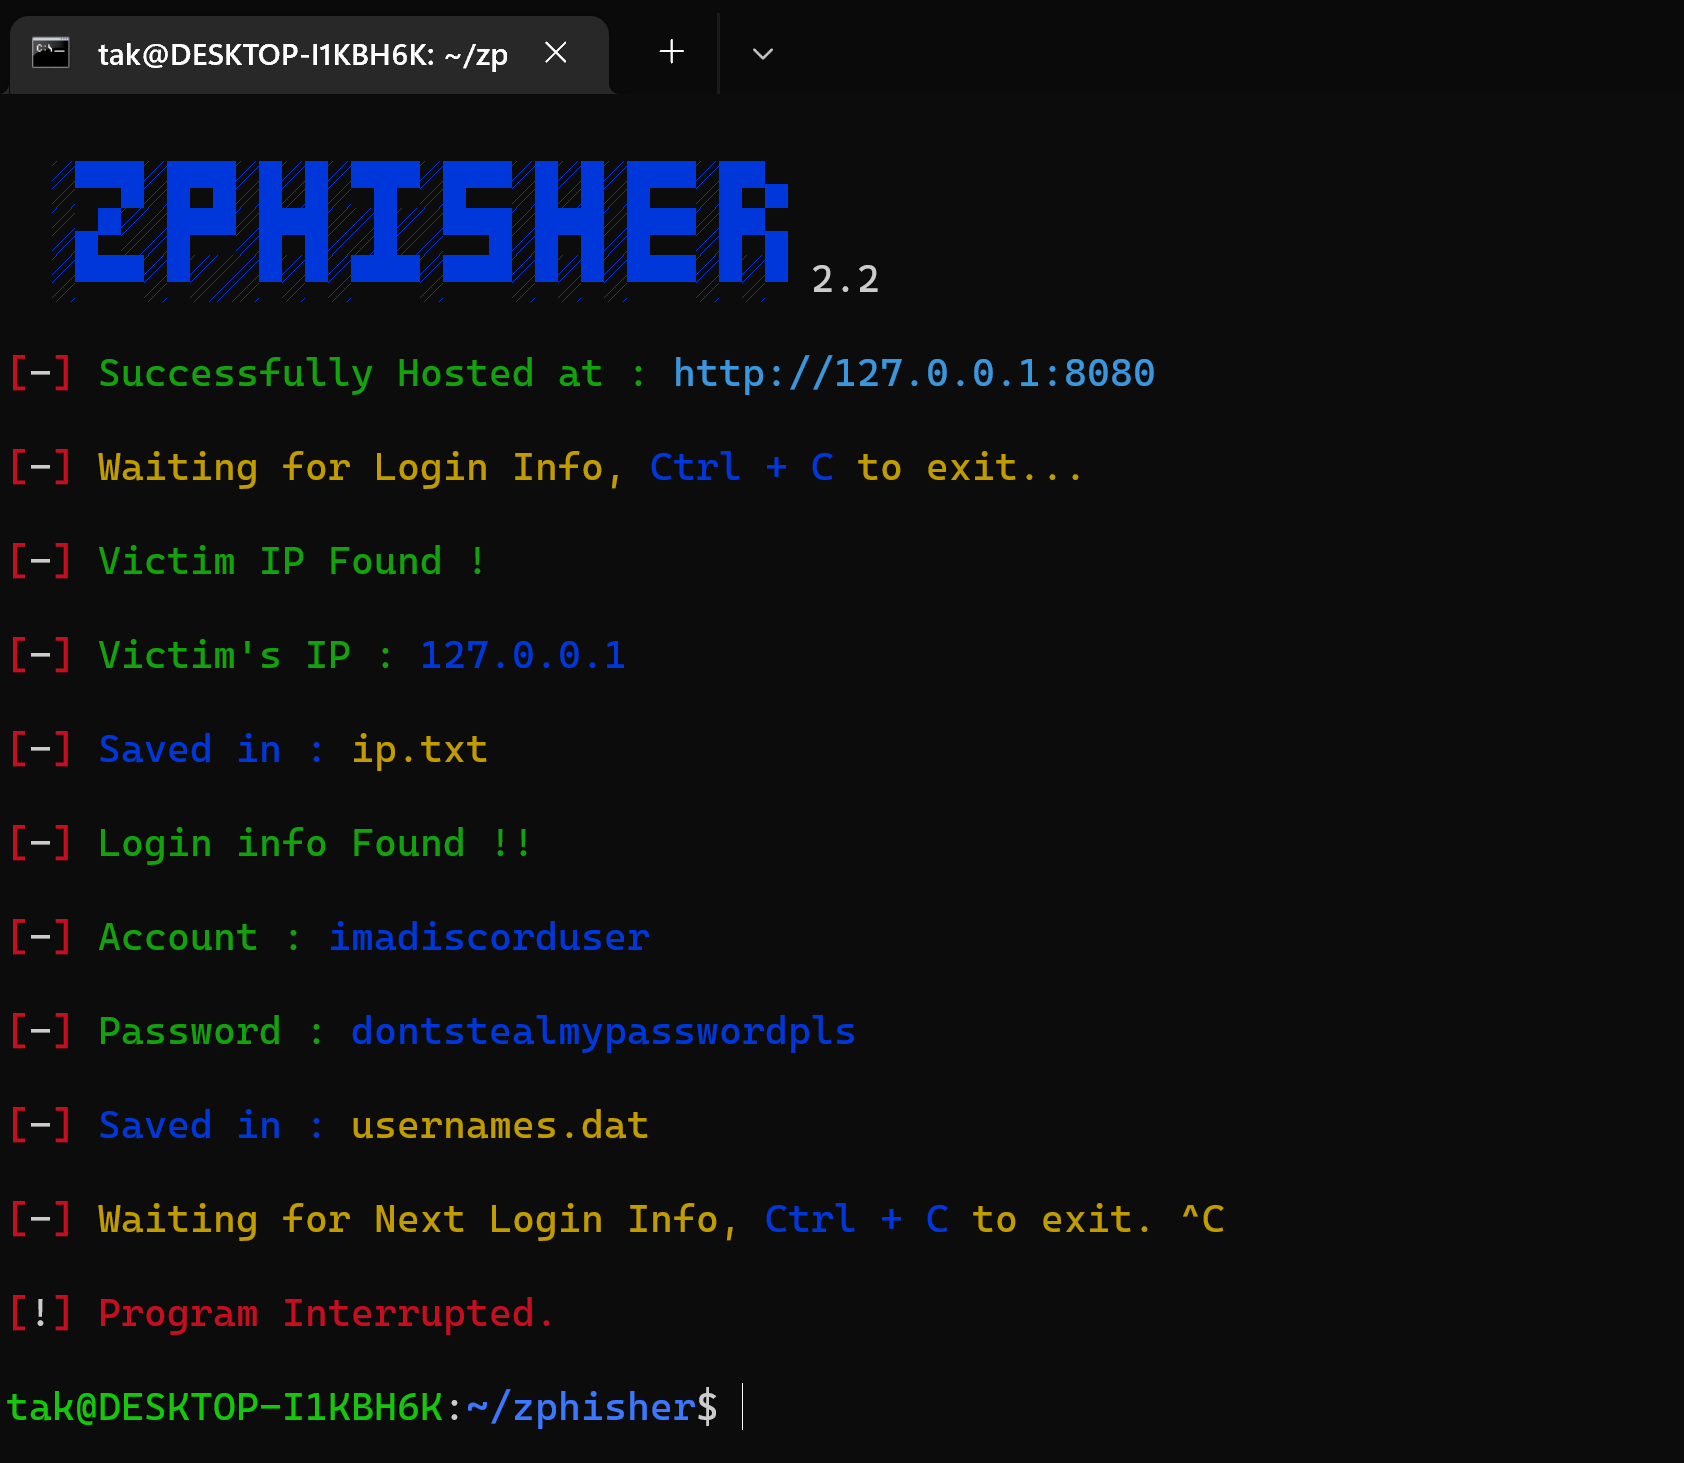 tak@DESKTOP-I1KBH6K: ~/zp
ZPHISHER 2.2
[-] Successfully Hosted at : http://127.0.0.1:8080
[-] Waiting for Login Info, Ctrl + C to exit...
[-] Victim IP Found !
[-] Victim's IP : 127.0.0.1
[-] Saved in : ip.txt
[-] Login info Found !!
[-] Account : imadiscorduser
[-] Password : dontstealmypasswordpls
[-] Saved in : usernames.dat
[-] Waiting for Next Login Info, Ctrl + C to exit. ^C
[!] Program Interrupted.
tak@DESKTOP-I1KBH6K:~/zphisher$